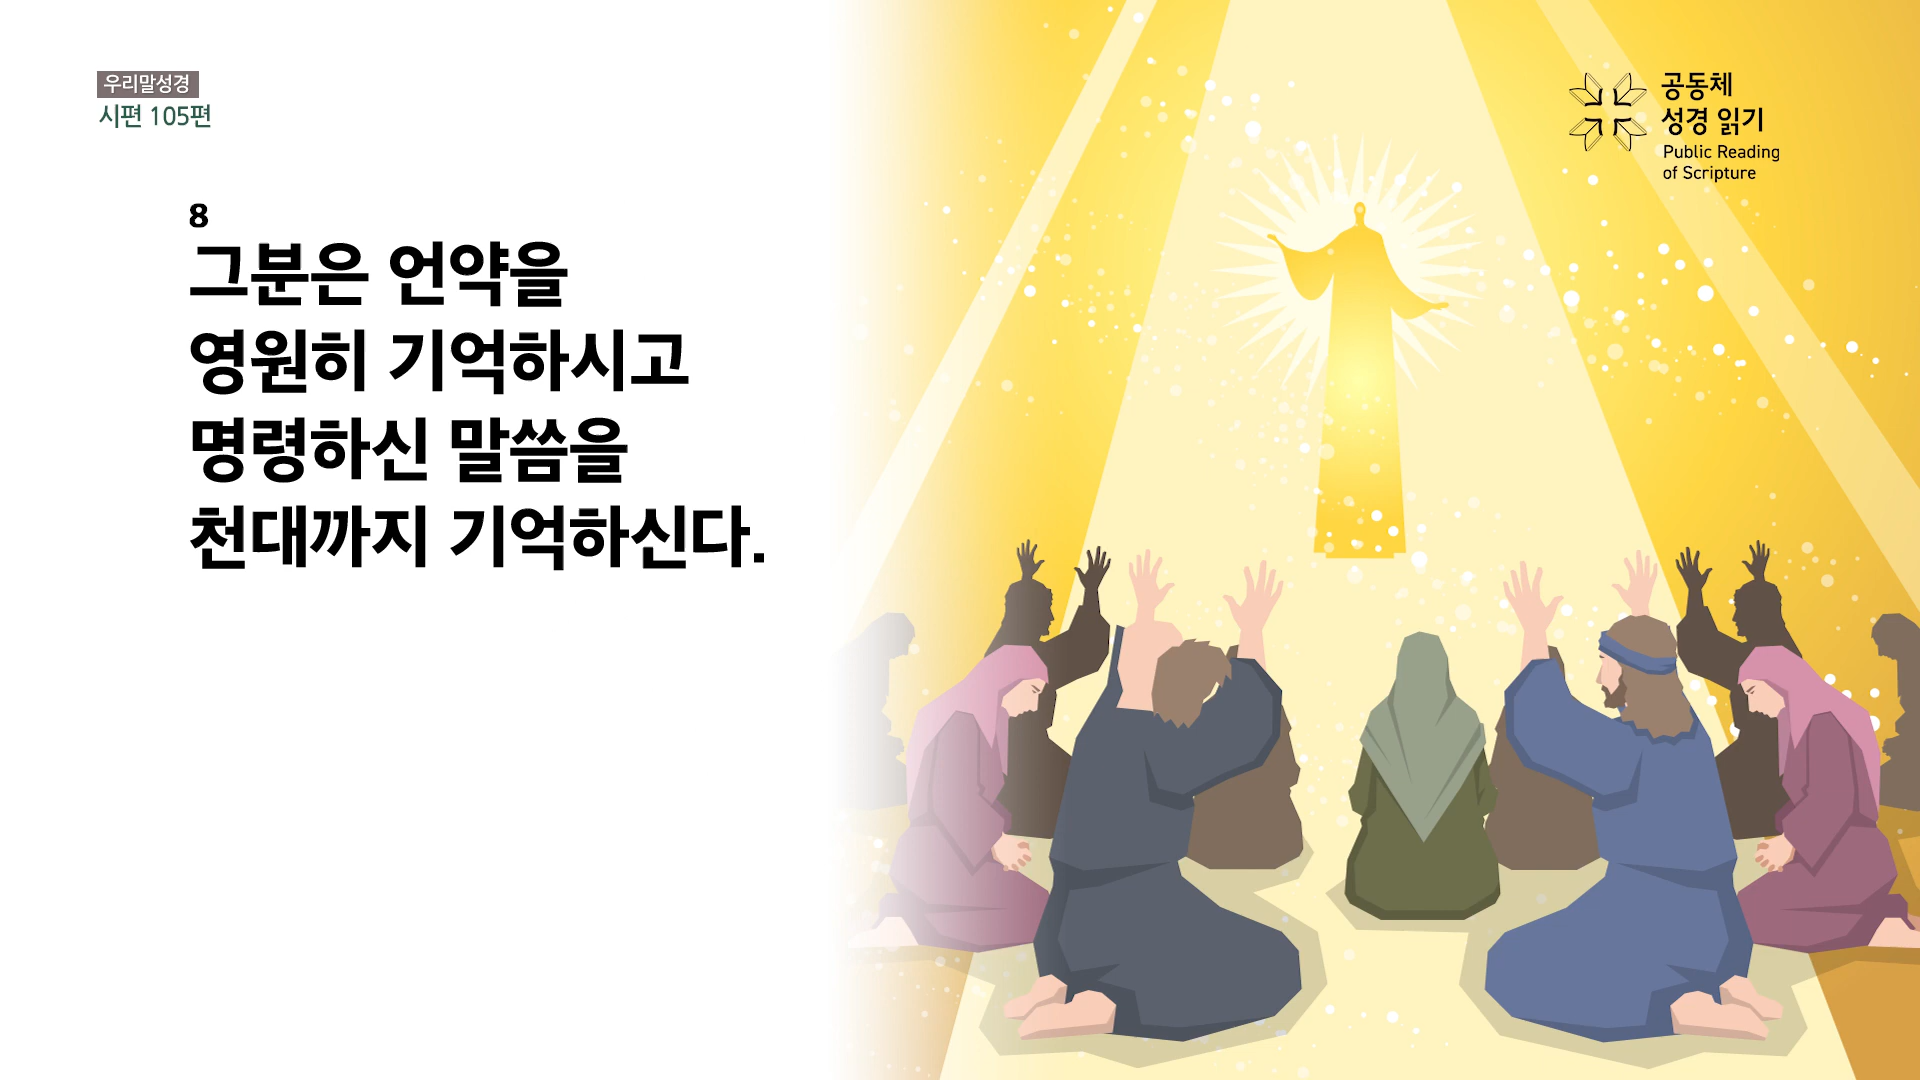 우리말성경
시편 105편
공동체
성경 읽기
Public Reading
of Scripture
8
그분은 언약을
영원히 기억하시고
명령하신 말씀을
천대까지 기억하신다.